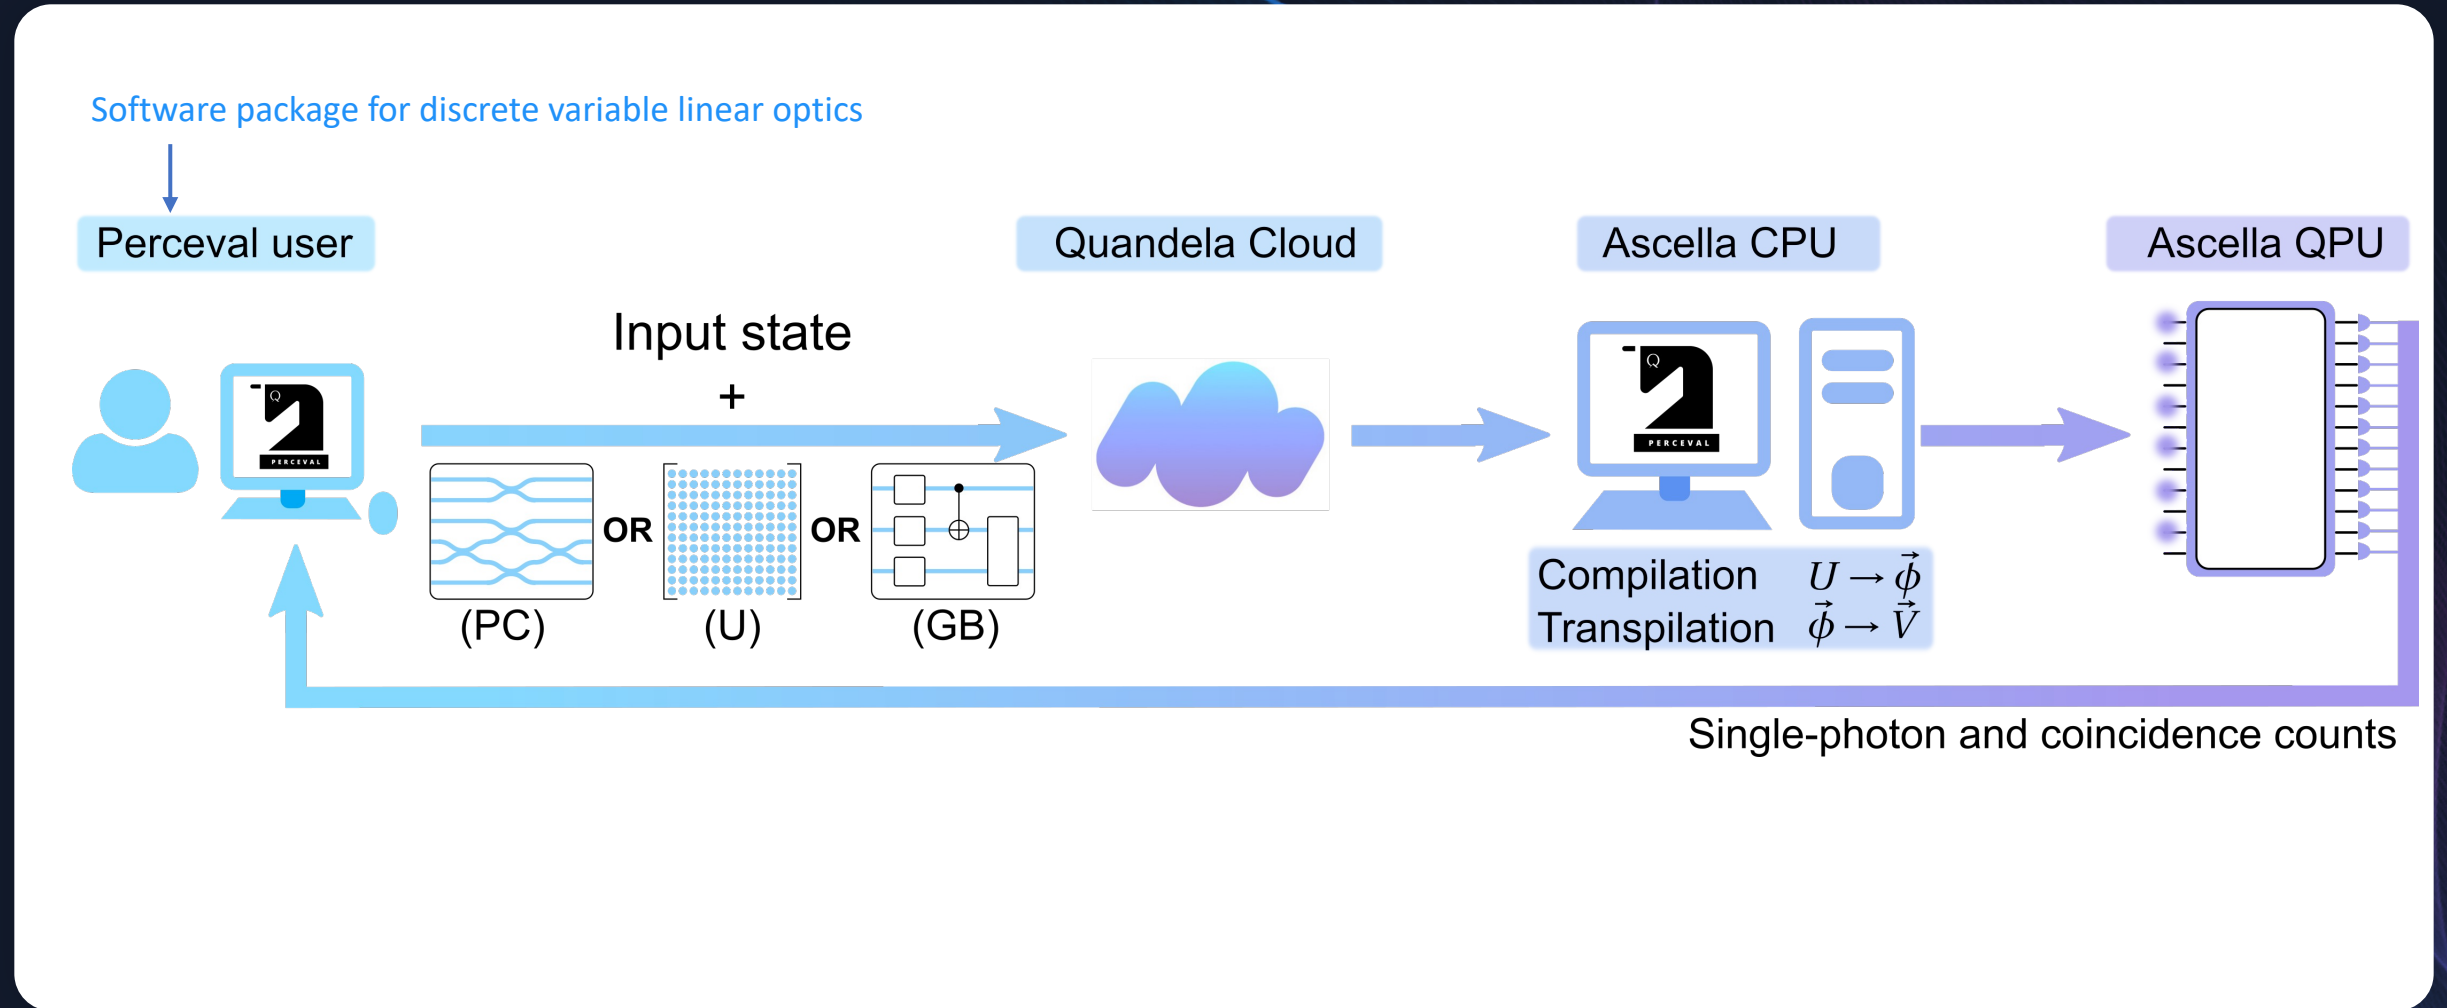 Software package for discrete variable linear optics
Perceval user
Quandela Cloud
Ascella CPU
Ascella QPU
Input state
+
Q
PERCEVAL
Q
PERCEVAL
OR
OR
(PC)
(U)
(GB)
Compilation U → ϕ⃗
Transpilation ϕ⃗ → V⃗
Single-photon and coincidence counts